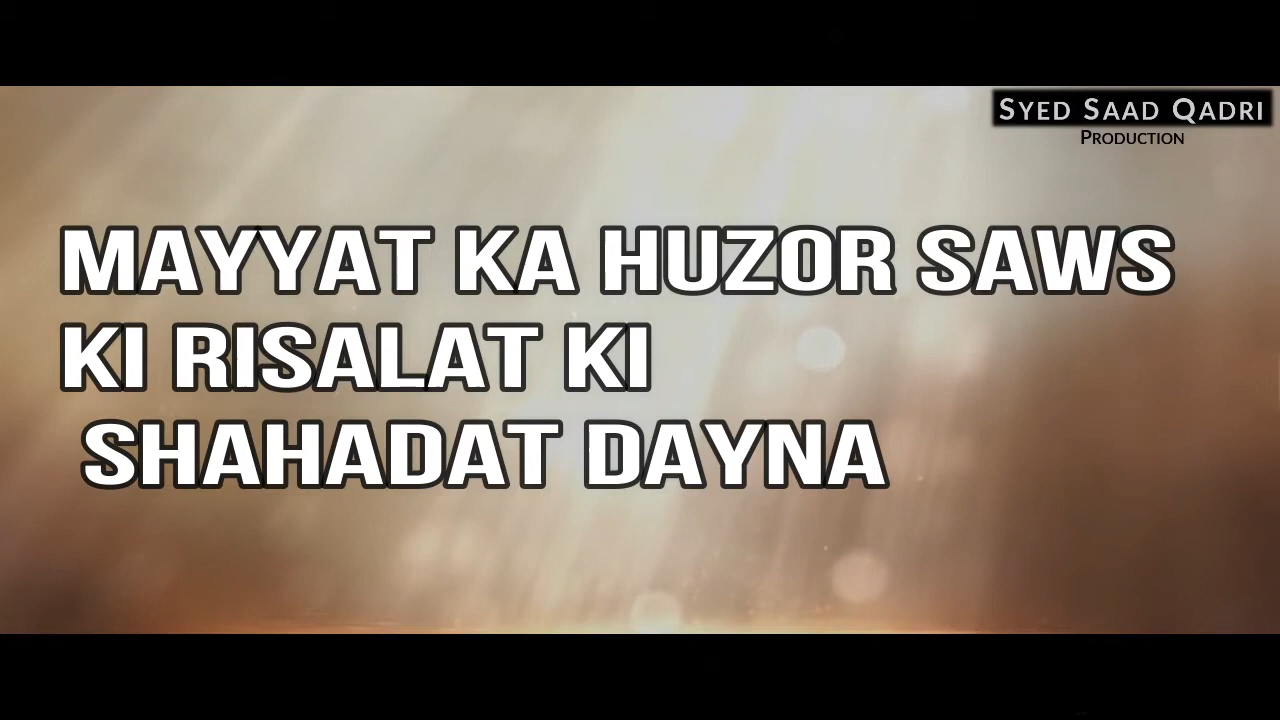 SYED SAAD QADRI
PRODUCTION
MAYYAT KA HUZOR SAWS
KI RISALAT KI
SHAHADAT DAYNA